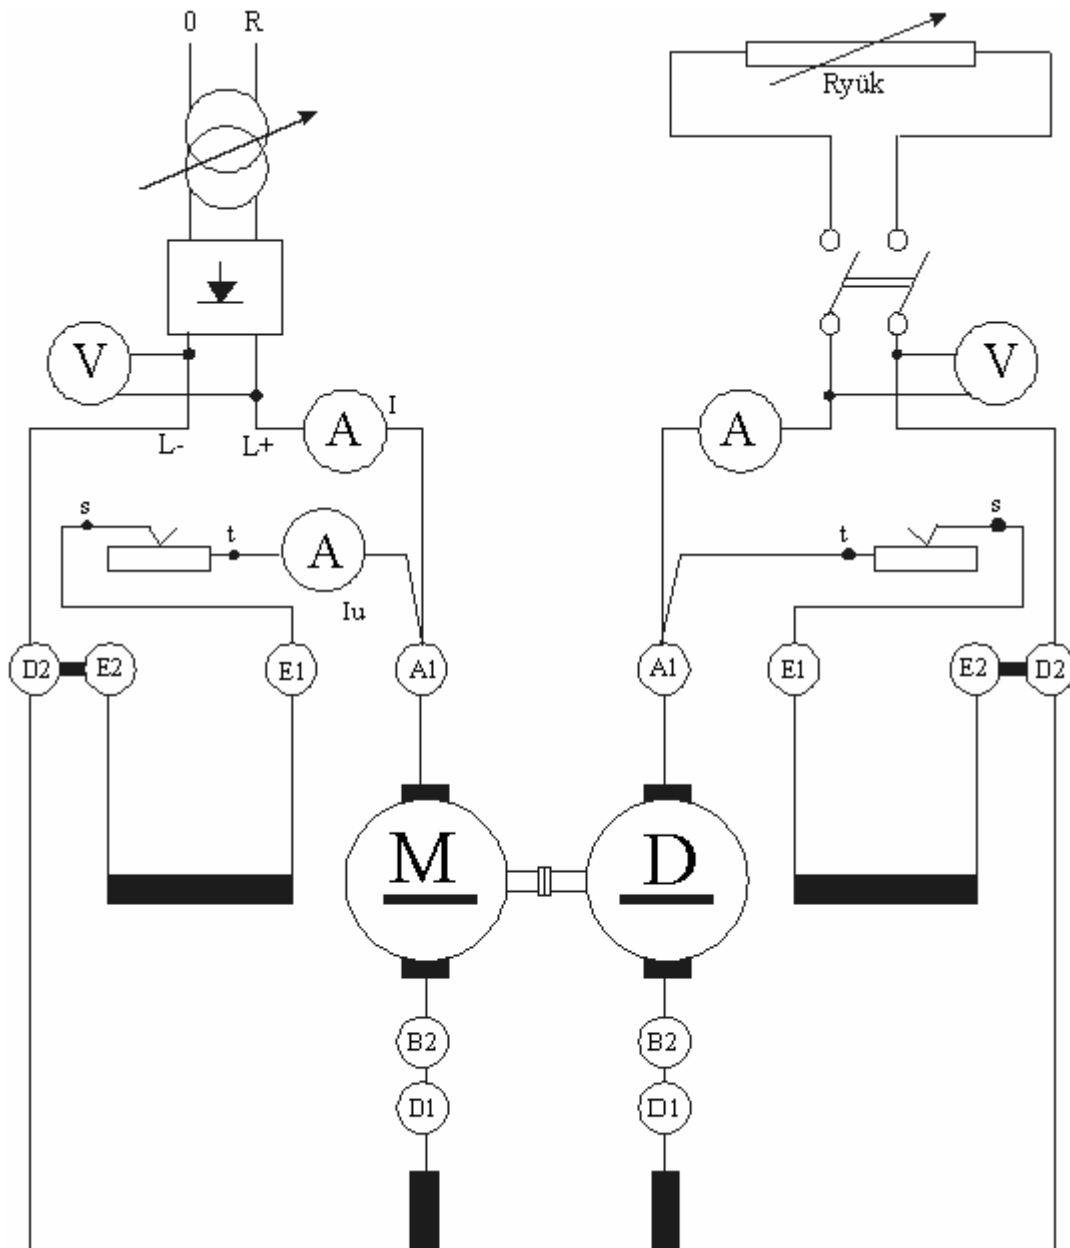 0 R
Ryük
V V
I
L- L+ A A
s s
t A t
Iu
D2 E2 E1 A1 A1 E1 E2 D2
M D
B2 B2
D1 D1